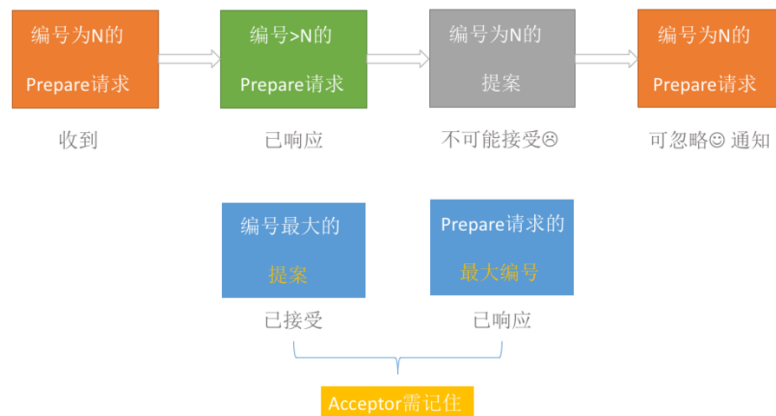 编号为N的
Prepare请求
收到
编号>N的
Prepare请求
已响应
编号为N的
提案
不可能接受☹
编号为N的
Prepare请求
可忽略☺ 通知
编号最大的
提案
已接受
Prepare请求的
最大编号
已响应
Acceptor需记住